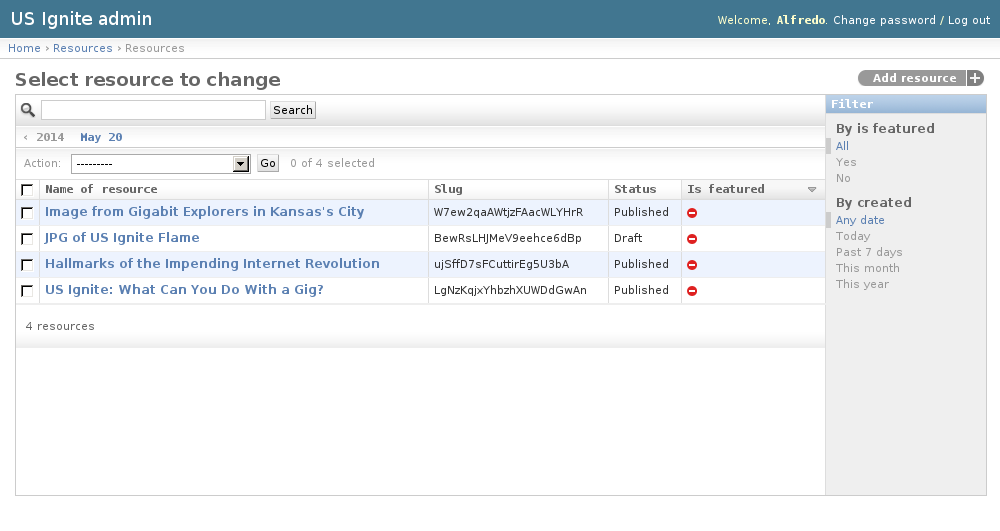 US Ignite admin
Welcome, Alfredo. Change password / Log out
Home › Resources › Resources
Select resource to change
Add resource
Search
‹ 2014 May 20
Action: --------- Go 0 of 4 selected
Name of resource Slug Status Is featured
Image from Gigabit Explorers in Kansas's City W7ew2qaAWtjzFAacWLYHrR Published
JPG of US Ignite Flame BewRsLHJMeV9eehce6dBp Draft
Hallmarks of the Impending Internet Revolution ujSffD7sFCuttirEg5U3bA Published
US Ignite: What Can You Do With a Gig? LgNzKqjxYhbzhXUWDdGwAn Published
4 resources
Filter
By is featured
All
Yes
No
By created
Any date
Today
Past 7 days
This month
This year